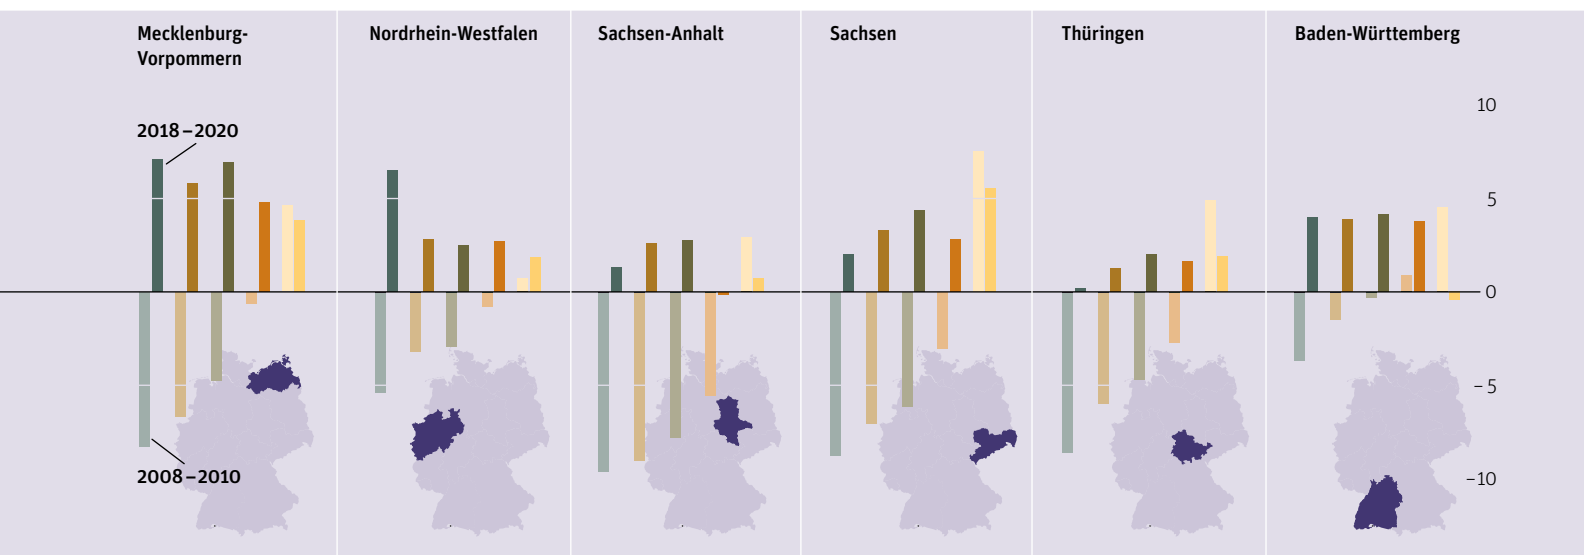 Mecklenburg-
Vorpommern
Nordrhein-Westfalen
Sachsen-Anhalt
Sachsen
Thüringen
Baden-Württemberg
10
2018–2020
5
0
–5
2008–2010
–10